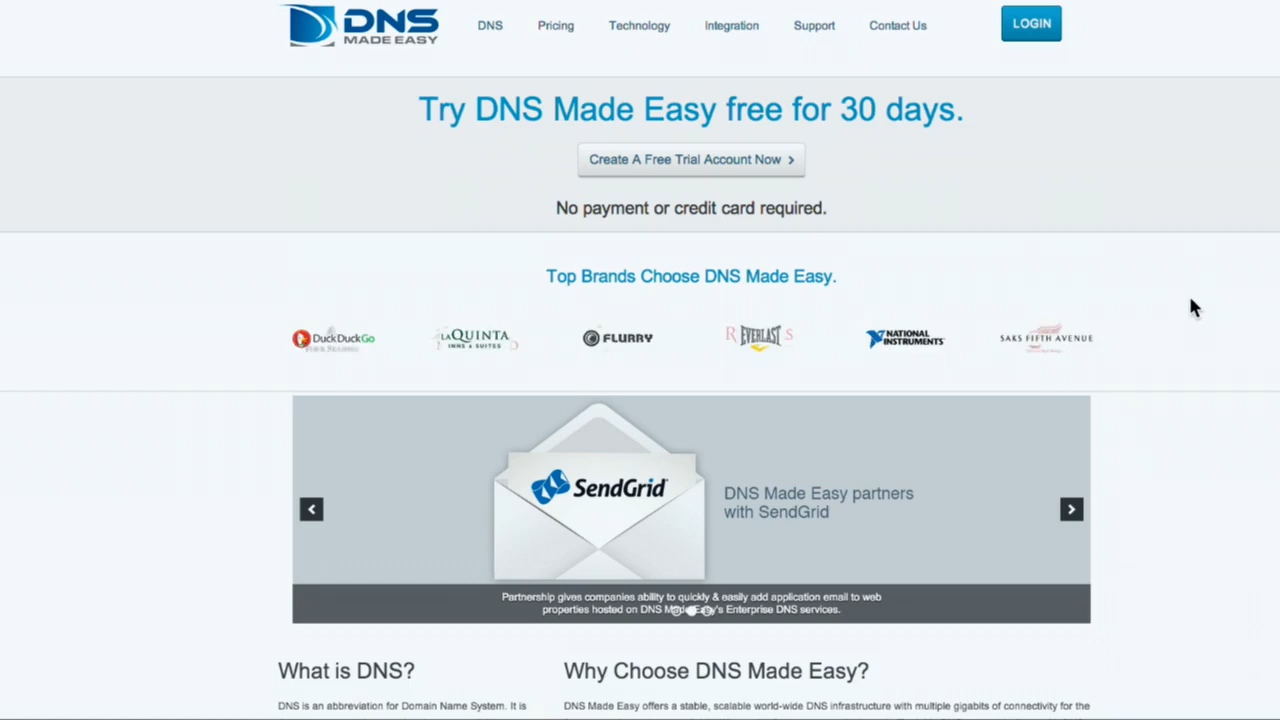 DNS
MADE EASY
DNS Pricing Technology Integration Support Contact Us
LOGIN
Try DNS Made Easy free for 30 days.
Create A Free Trial Account Now >
No payment or credit card required.
Top Brands Choose DNS Made Easy.
DuckDuckGo
LAQUINTA
INNS & SUITES
FLURRY
EVERLAST
NATIONAL
INSTRUMENTS
SAKS FIFTH AVENUE
SendGrid
DNS Made Easy partners
with SendGrid
Partnership gives companies ability to quickly & easily add application email to web
properties hosted on DNS Made Easy's Enterprise DNS services.
What is DNS?
DNS is an abbreviation for Domain Name System. It is
Why Choose DNS Made Easy?
DNS Made Easy offers a stable, scalable world-wide DNS infrastructure with multiple gigabits of connectivity for the